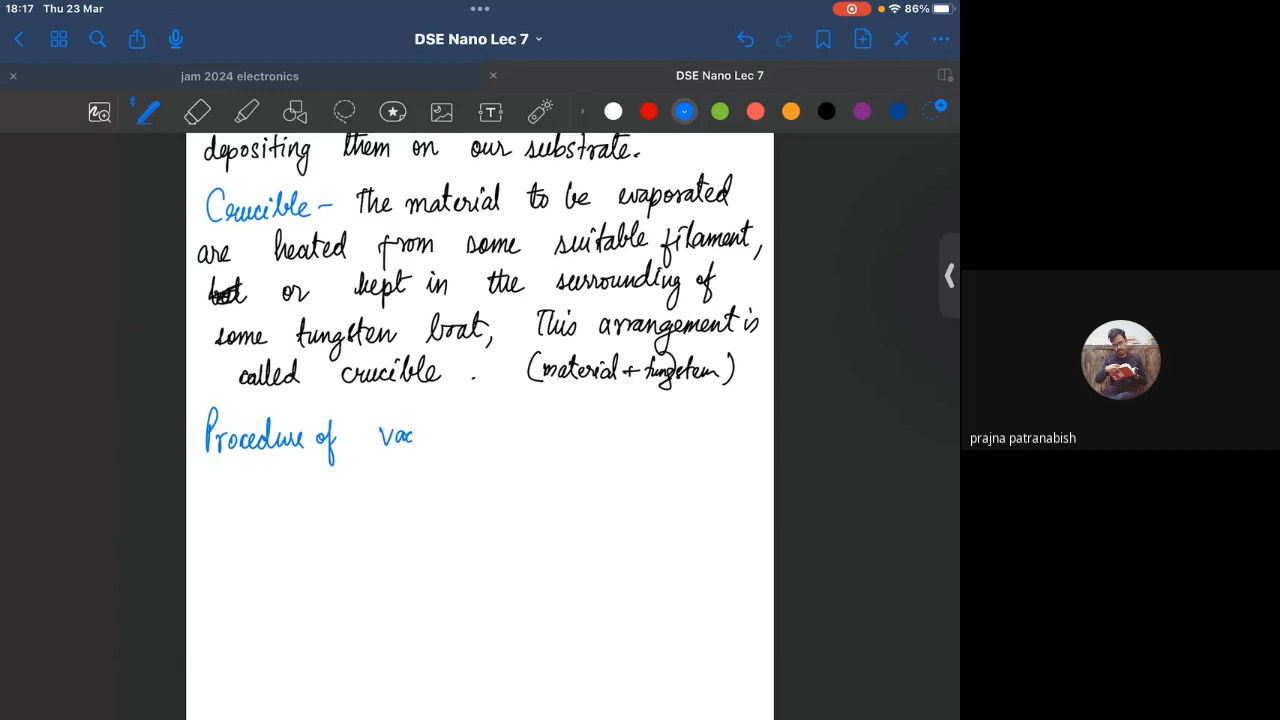 18:17 Thu 23 Mar
86%
DSE Nano Lec 7
jam 2024 electronics
DSE Nano Lec 7
T
depositing them on our substrate.
Crucible - The material to be evaporated
are heated from some suitable filament,
or kept in the surrounding of
some tungsten boat, This arrangement is
called crucible. (material + tungstem)
Procedure of vac
prajna patranabish